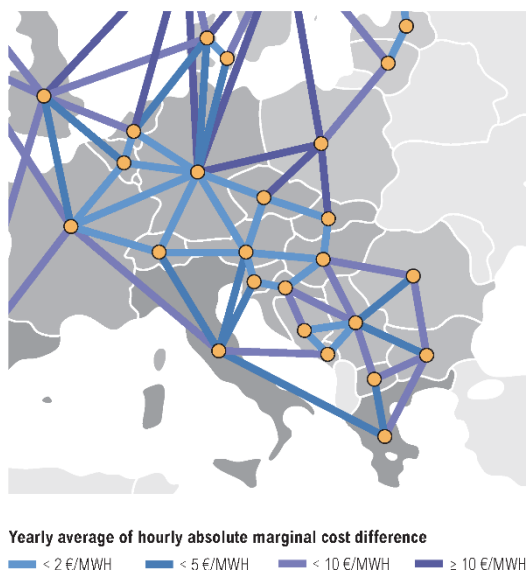 Yearly average of hourly absolute marginal cost difference
< 2 €/MWH < 5 €/MWH < 10 €/MWH ≥ 10 €/MWH